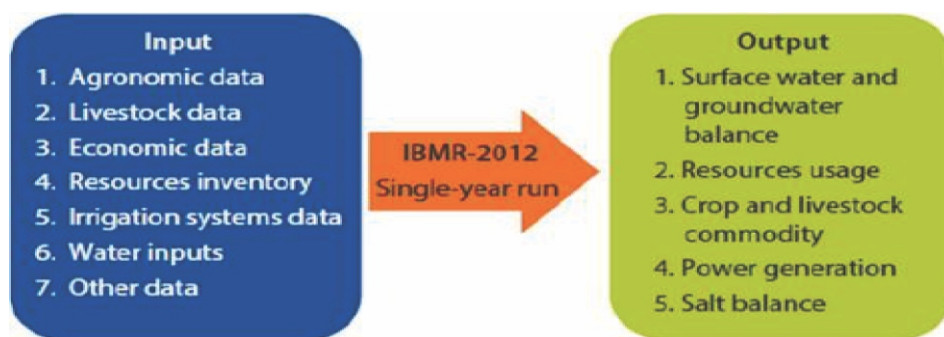 Input
1. Agronomic data
2. Livestock data
3. Economic data
4. Resources inventory
5. Irrigation systems data
6. Water inputs
7. Other data
IBMR-2012
Single-year run
Output
1. Surface water and
groundwater
balance
2. Resources usage
3. Crop and livestock
commodity
4. Power generation
5. Salt balance